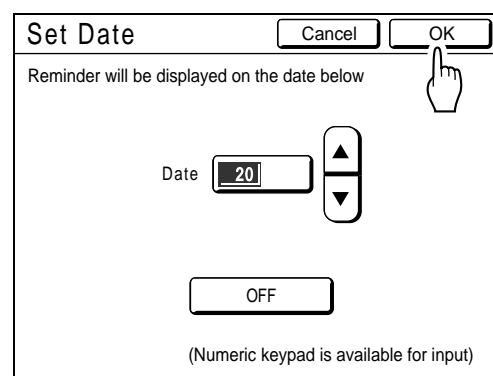 Set Date Cancel OK
Reminder will be displayed on the date below
Date 20
OFF
(Numeric keypad is available for input)